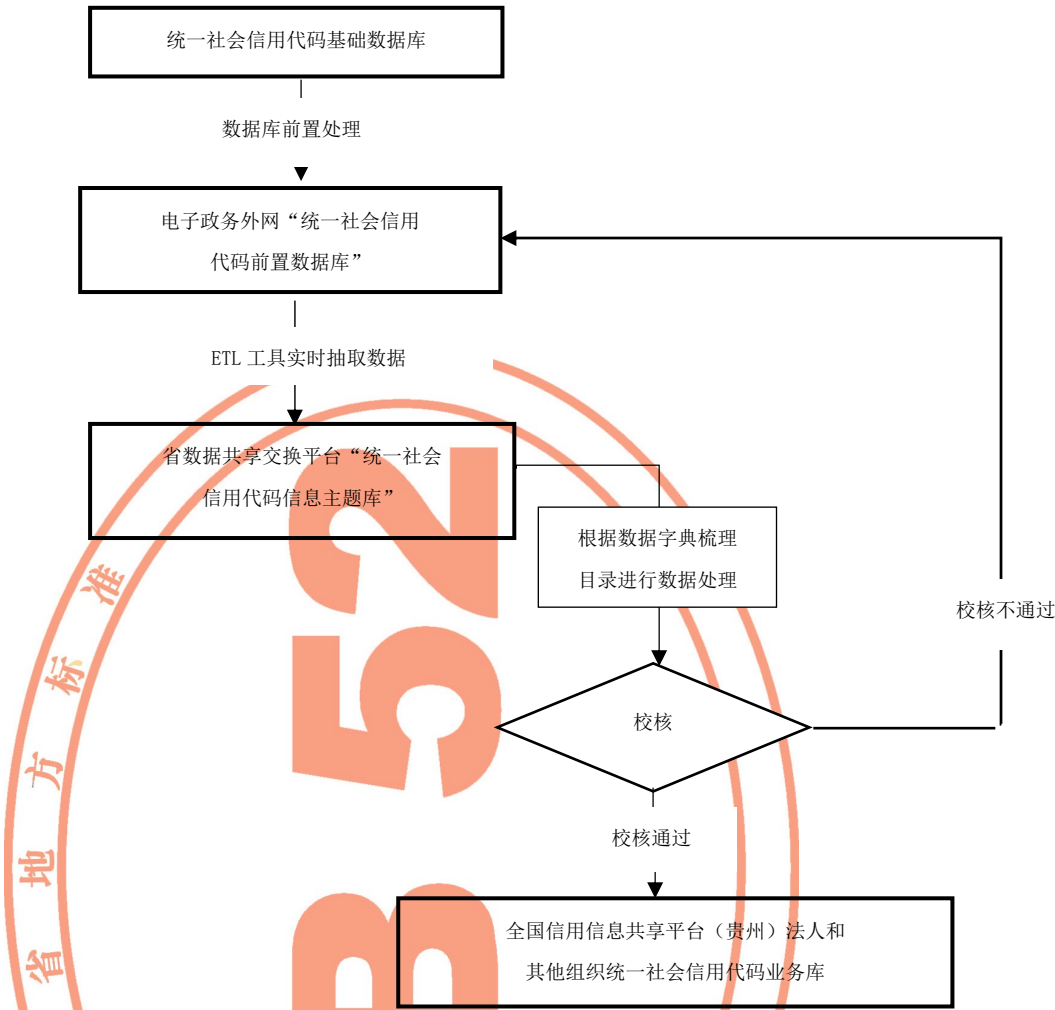 统一社会信用代码基础数据库
数据库前置处理
电子政务外网“统一社会信用
代码前置数据库”
ETL 工具实时抽取数据
省数据共享交换平台“统一社会
信用代码信息主题库”
根据数据字典梳理
目录进行数据处理
校核不通过
校核
校核通过
全国信用信息共享平台（贵州）法人和
其他组织统一社会信用代码业务库
省地方标准
B 52